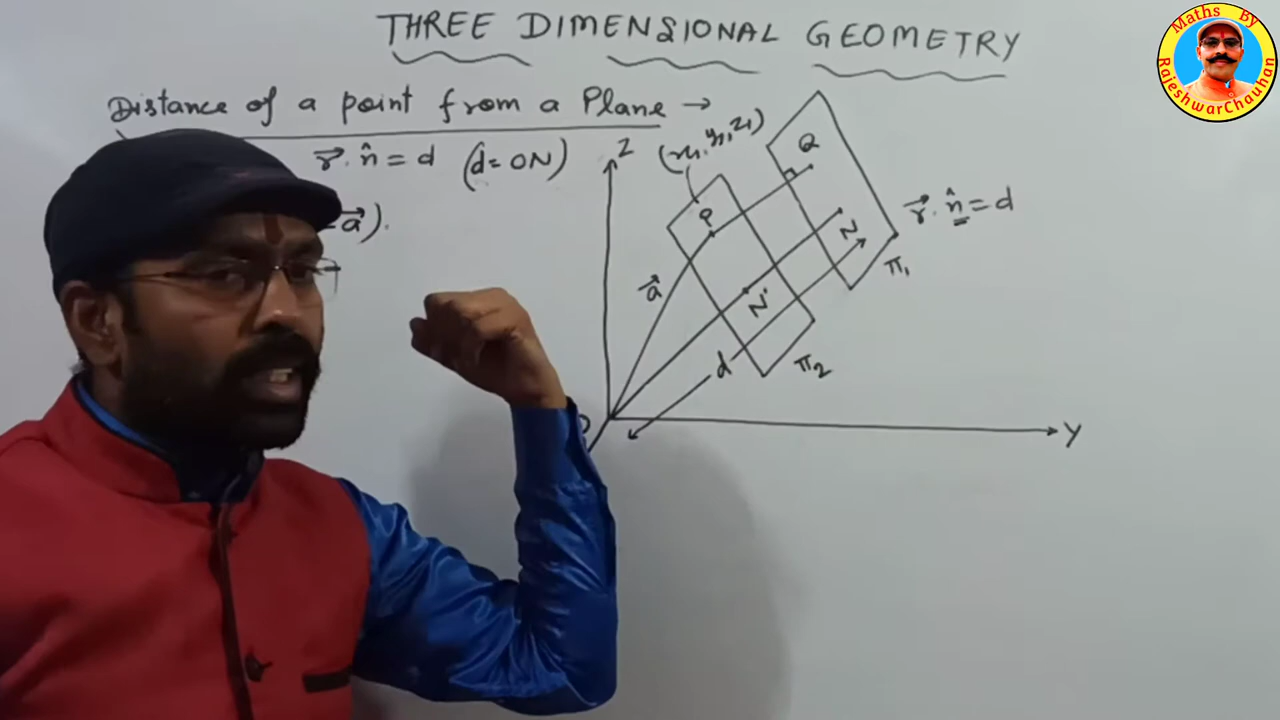 THREE DIMENSIONAL GEOMETRY
Maths By
RajeshwarChauhan
Distance of a point from a Plane →
r⃗. n̂ = d (d = ON)
a⃗).
Z
(x₁, y₁, z₁)
P
Q
a⃗
N'
N
d
r⃗. n̂ = d
π₁
π₂
Y